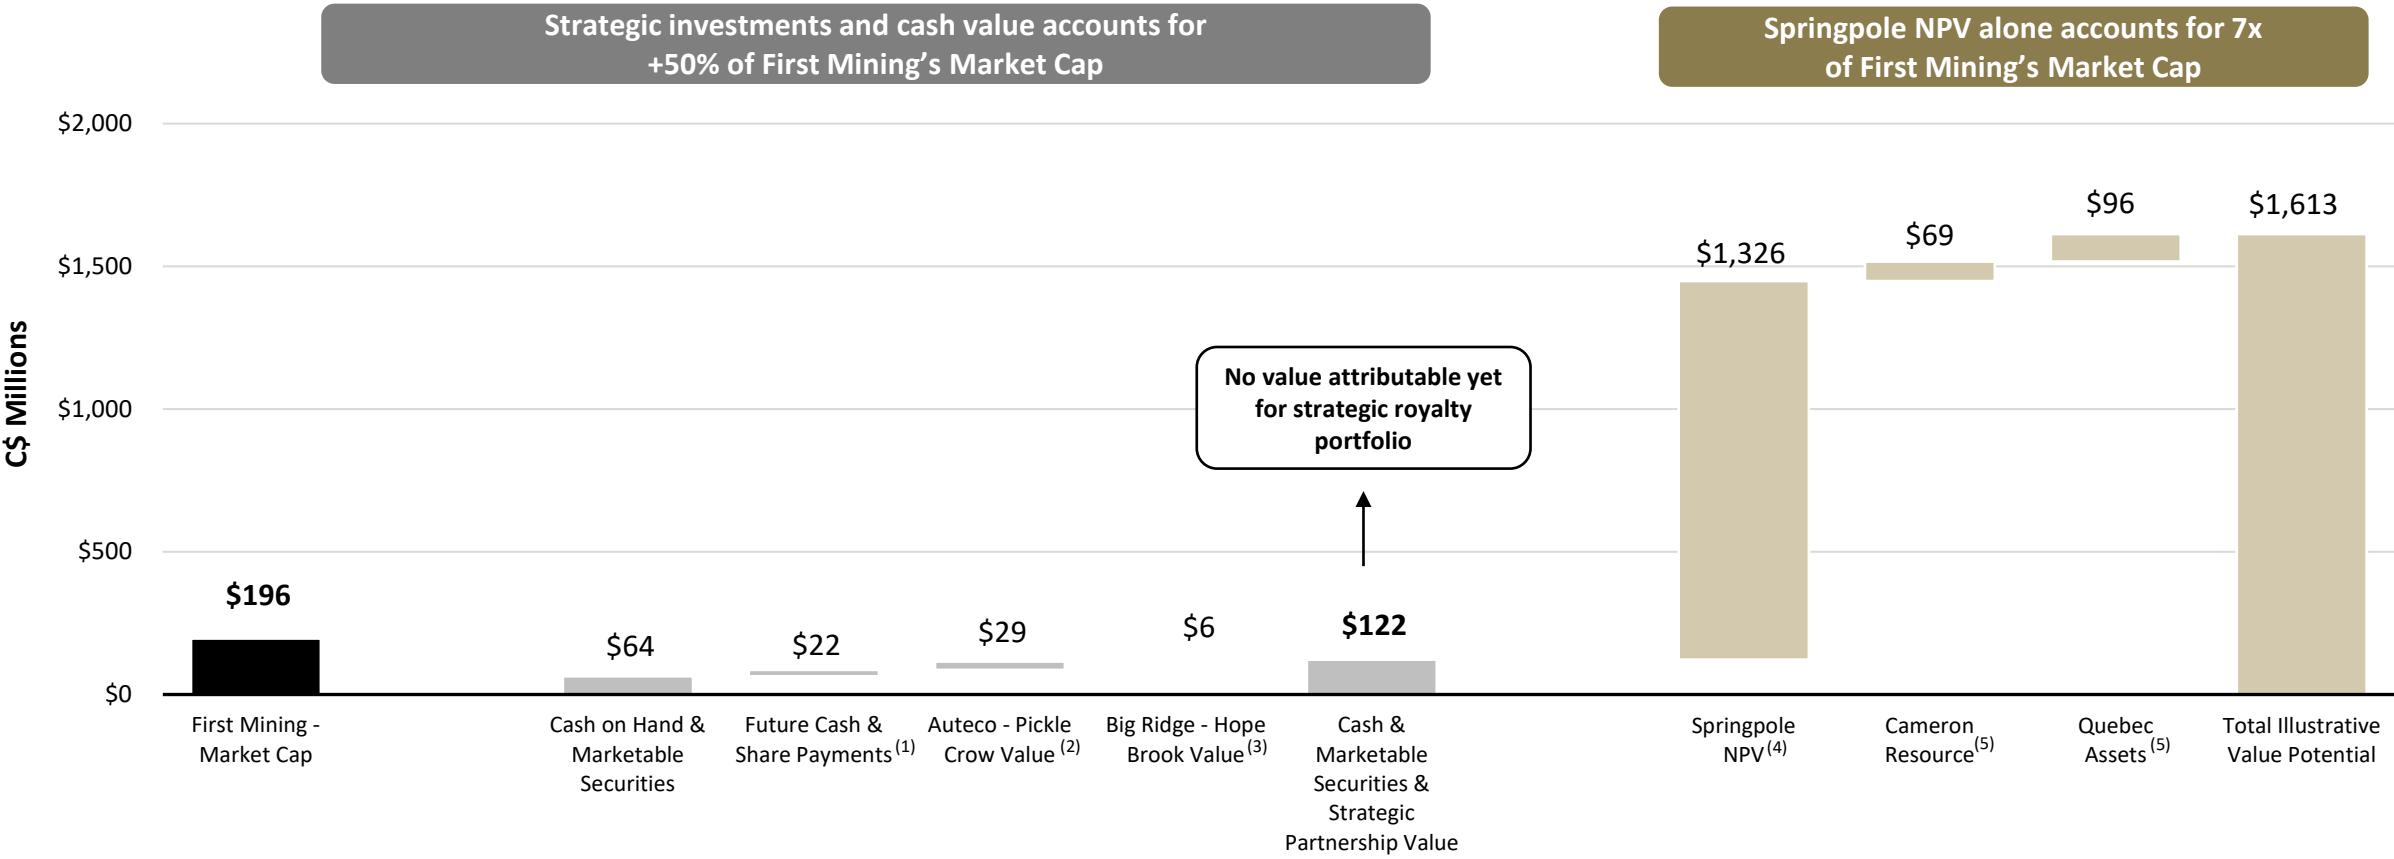 Strategic investments and cash value accounts for
+50% of First Mining’s Market Cap
Springpole NPV alone accounts for 7x
of First Mining’s Market Cap
C$ Millions
$2,000
$1,500
$1,000
$500
$0
$196
$64
$22
$29
$6
$122
$1,326
$69
$96
$1,613
No value attributable yet
for strategic royalty
portfolio
First Mining -
Market Cap
Cash on Hand &
Marketable
Securities
Future Cash &
Share Payments (1)
Auteco - Pickle
Crow Value (2)
Big Ridge - Hope
Brook Value (3)
Cash &
Marketable
Securities &
Strategic
Partnership Value
Springpole
NPV (4)
Cameron
Resource (5)
Quebec
Assets (5)
Total Illustrative
Value Potential